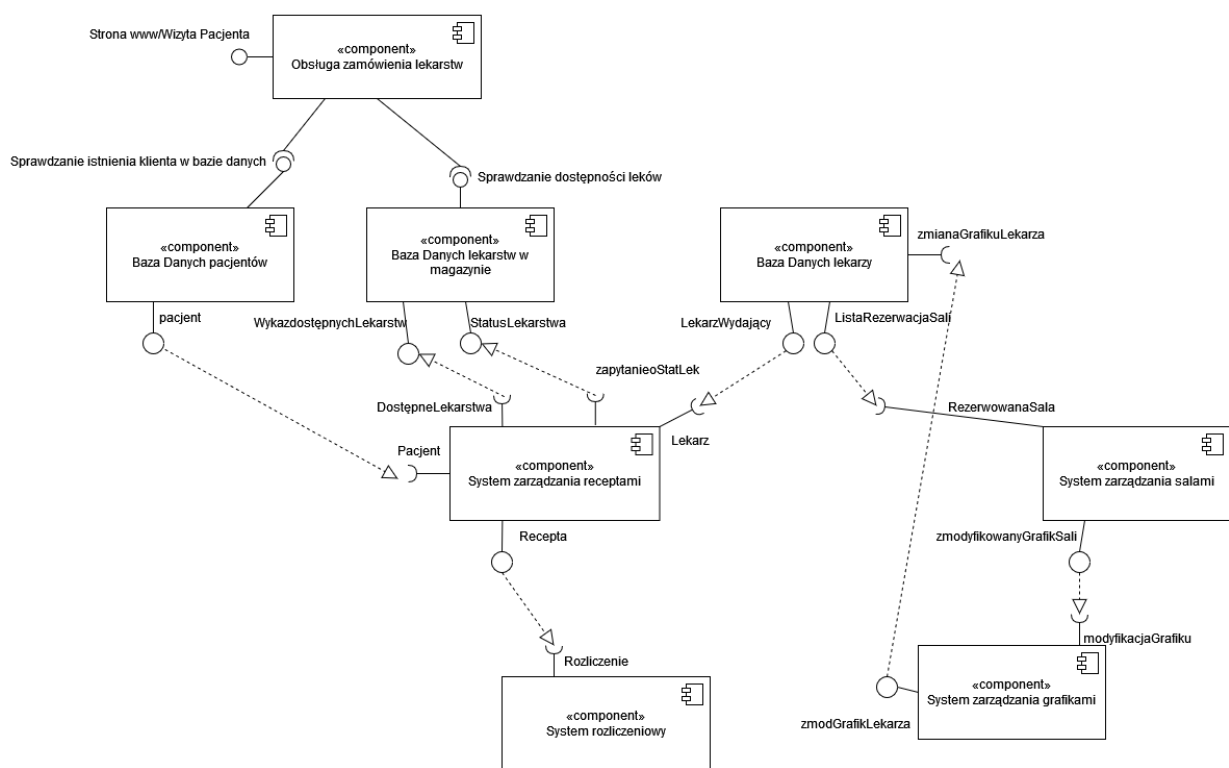 Strona www/Wizyta Pacjenta
«component»
Obsługa zamówienia lekarstw
Sprawdzanie istnienia klienta w bazie danych
Sprawdzanie dostępności leków
«component»
Baza Danych pacjentów
«component»
Baza Danych lekarstw w
magazynie
«component»
Baza Danych lekarzy
zmianaGrafikuLekarza
pacjent
WykazdostępnychLekarstw
StatusLekarstwa
LekarzWydający
ListaRezerwacjaSali
zapytanieoStatLek
DostępneLekarstwa
RezerwowanaSala
Pacjent
Lekarz
«component»
System zarządzania receptami
«component»
System zarządzania salami
Recepta
zmodyfikowanyGrafikSali
modyfikacjaGrafiku
Rozliczenie
«component»
System zarządzania grafikami
zmodGrafikLekarza
«component»
System rozliczeniowy